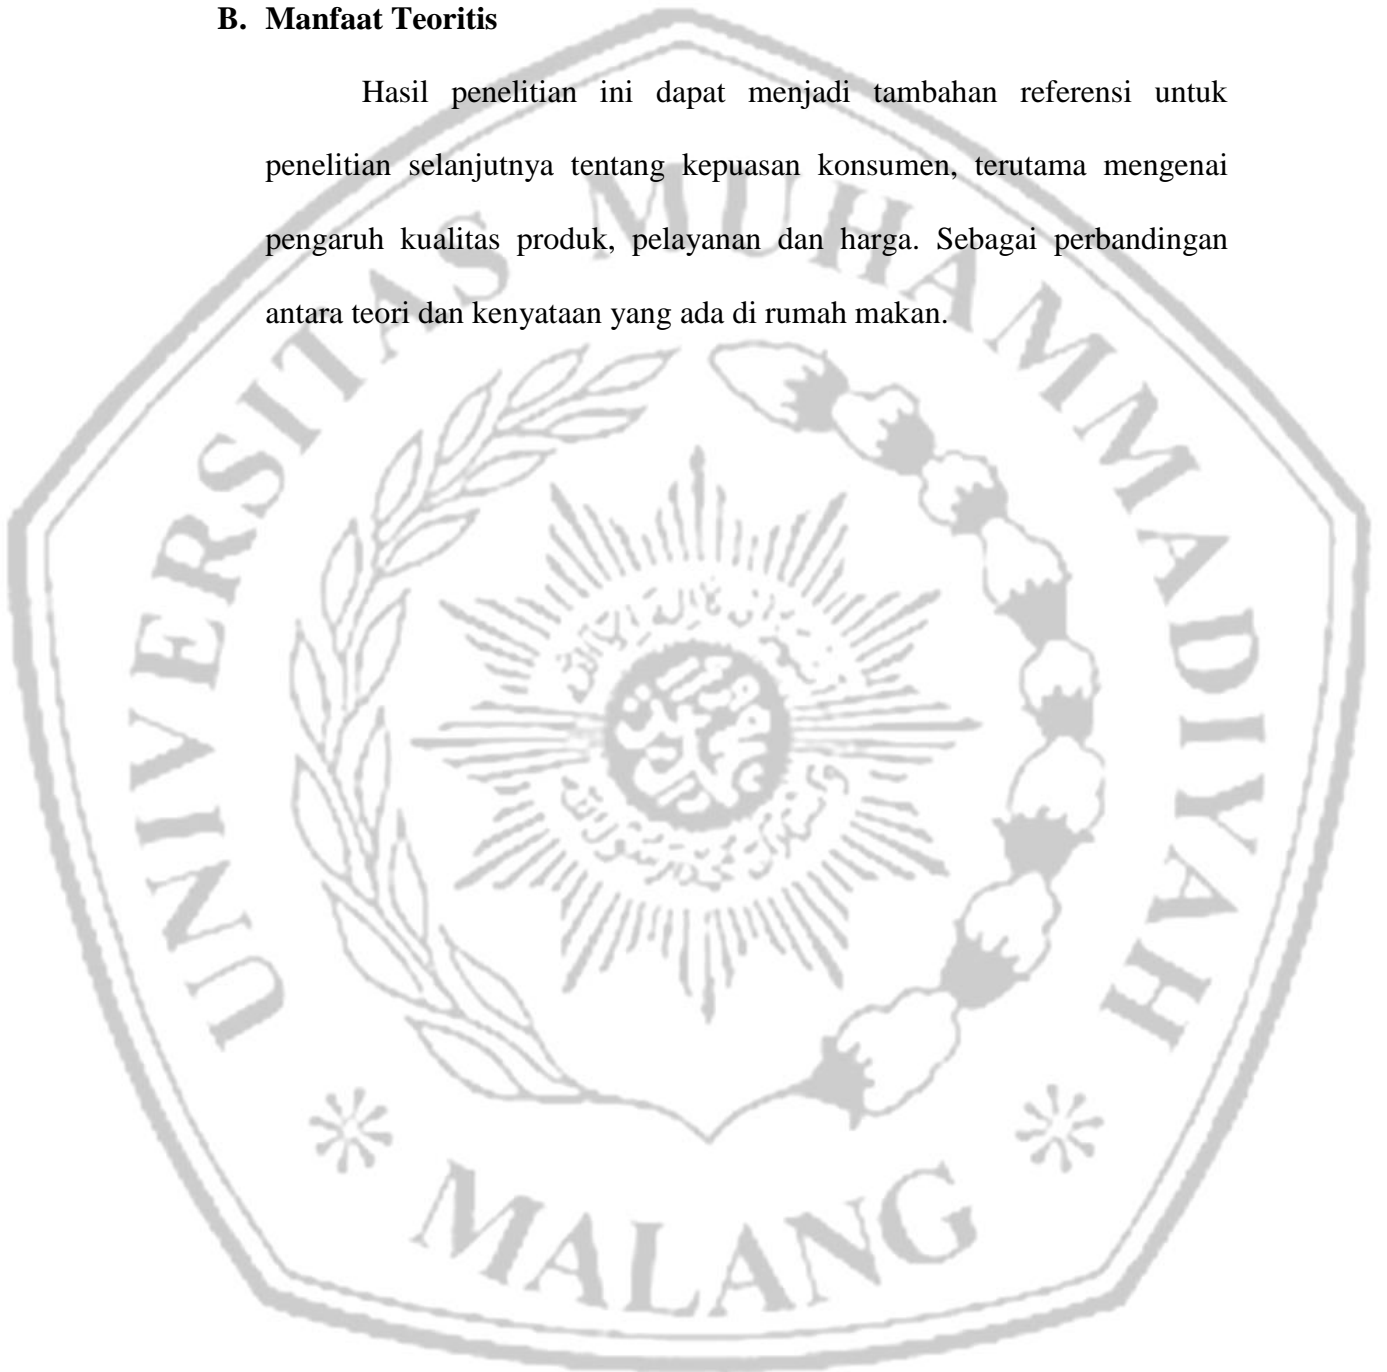 B. Manfaat Teoritis
Hasil penelitian ini dapat menjadi tambahan referensi untuk
penelitian selanjutnya tentang kepuasan konsumen, terutama mengenai
pengaruh kualitas produk, pelayanan dan harga. Sebagai perbandingan
antara teori dan kenyataan yang ada di rumah makan.
UNIVERSITAS MUHAMMADIYAH
MALANG